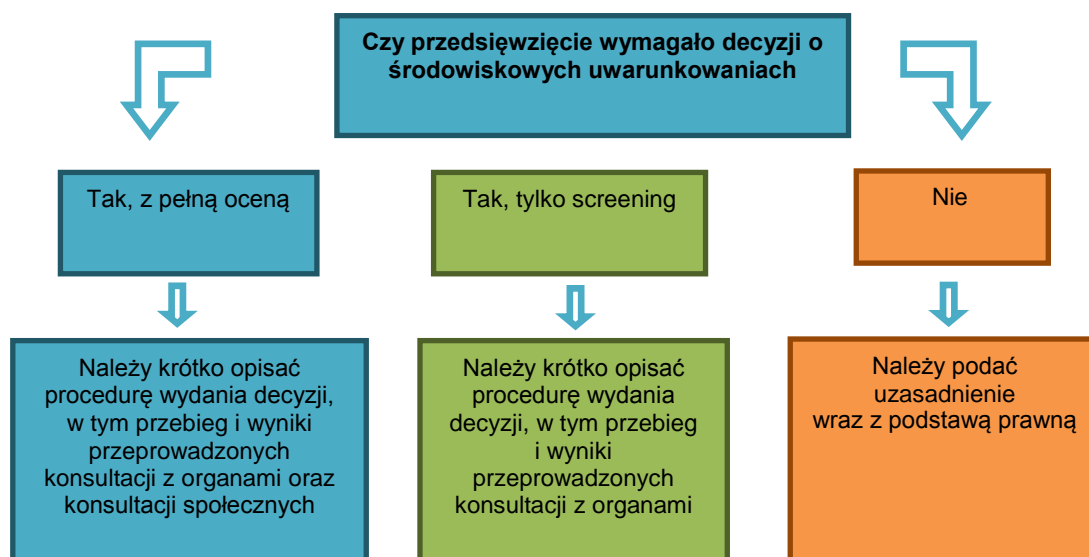 Czy przedsięwzięcie wymagało decyzji o
środowiskowych uwarunkowaniach
Tak, z pełną oceną
Tak, tylko screening
Nie
Należy krótko opisać
procedurę wydania decyzji,
w tym przebieg i wyniki
przeprowadzonych
konsultacji z organami oraz
konsultacji społecznych
Należy krótko opisać
procedurę wydania
decyzji, w tym przebieg
i wyniki
przeprowadzonych
konsultacji z organami
Należy podać
uzasadnienie
wraz z podstawą prawną